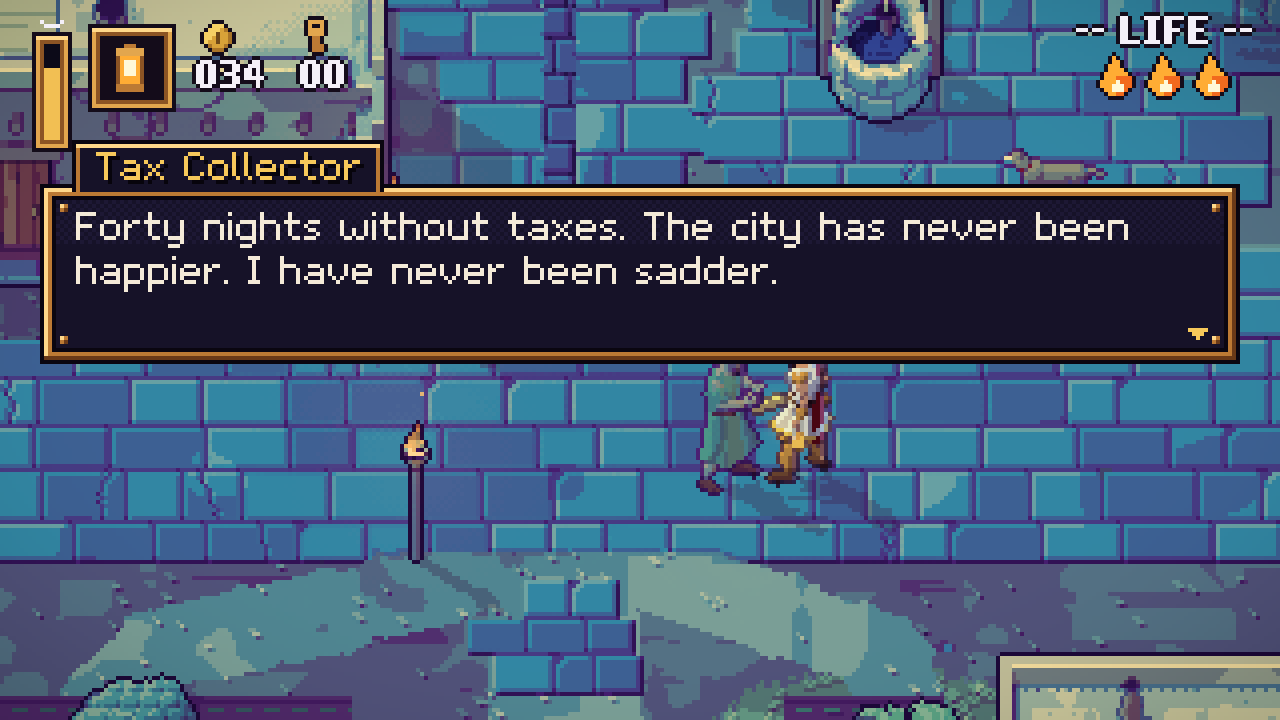 -- LIFE --
034 00
Tax Collector
Forty nights without taxes. The city has never been
happier. I have never been sadder.